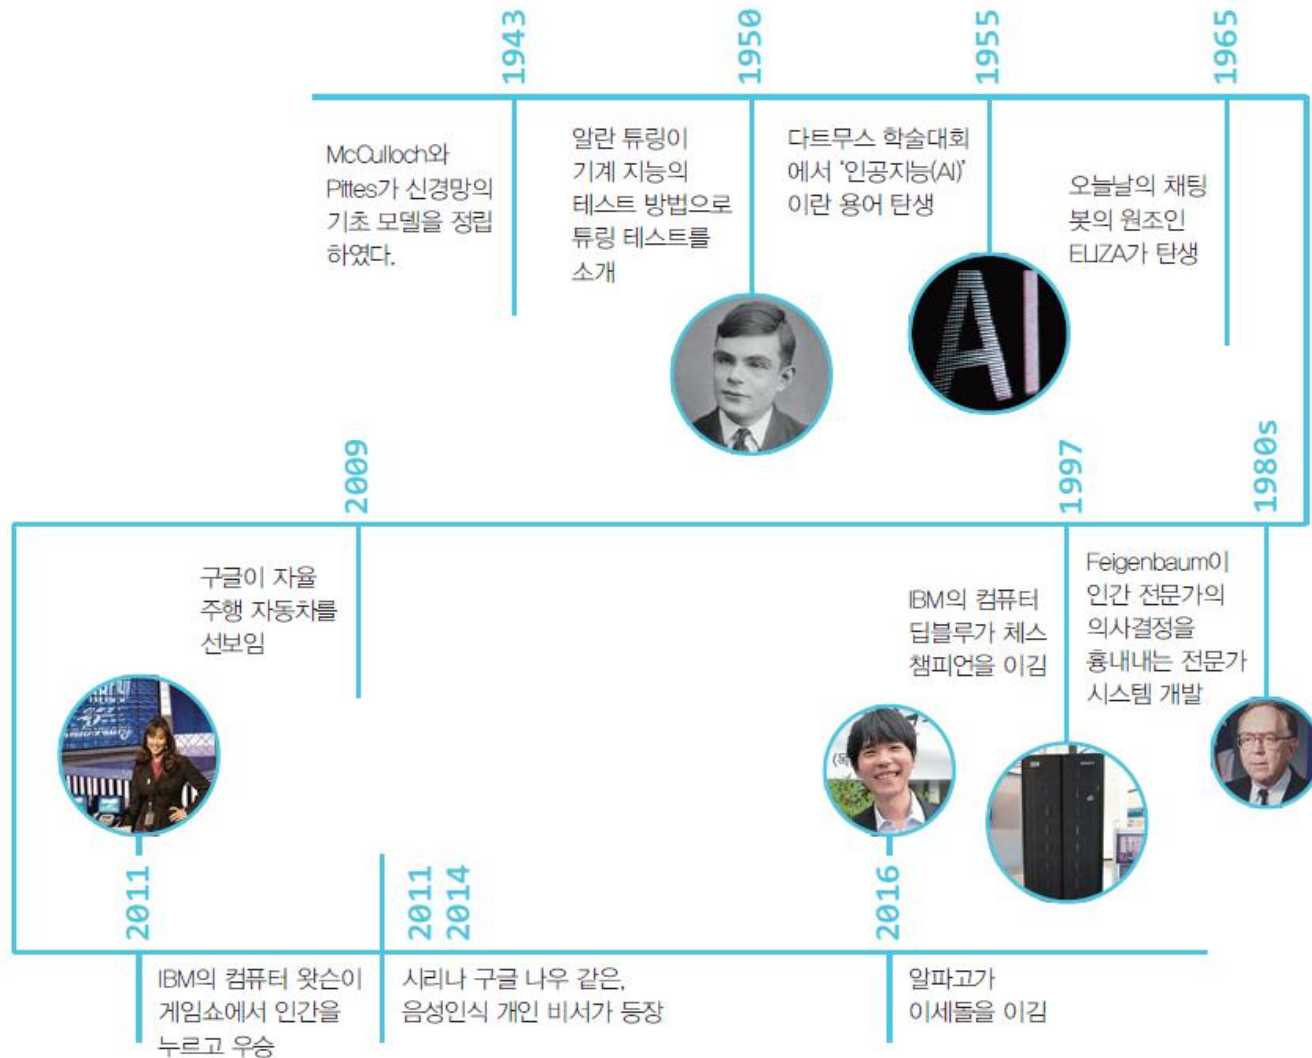 1943
McCulloch와
Pittes가 신경망의
기초 모델을 정립
하였다.
1950
알란 튜링이
기계 지능의
테스트 방법으로
튜링 테스트를
소개
1955
다트무스 학술대회
에서 '인공지능(AI)'
이란 용어 탄생
AI
1965
오늘날의 채팅
봇의 원조인
ELIZA가 탄생
1980s
Feigenbaum이
인간 전문가의
의사결정을
흉내내는 전문가
시스템 개발
1997
IBM의 컴퓨터
딥블루가 체스
챔피언을 이김
IBM
2009
구글이 자율
주행 자동차를
선보임
2011
IBM의 컴퓨터 왓슨이
게임쇼에서 인간을
누르고 우승
2011
2014
시리나 구글 나우 같은,
음성인식 개인 비서가 등장
2016
알파고가
이세돌을 이김